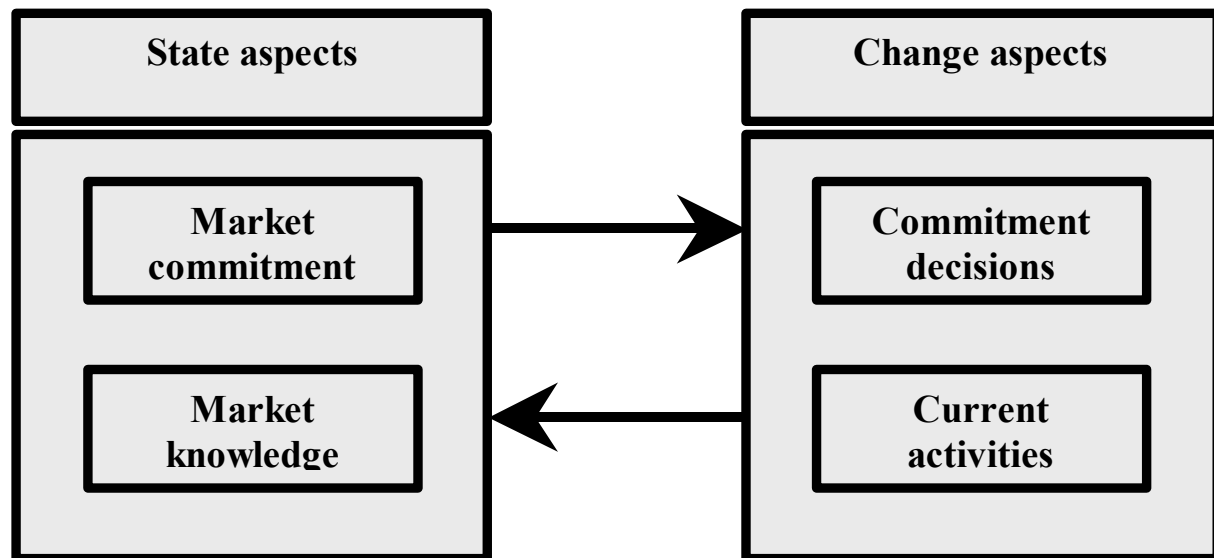 State aspects
Change aspects
Market
commitment
Commitment
decisions
Market
knowledge
Current
activities